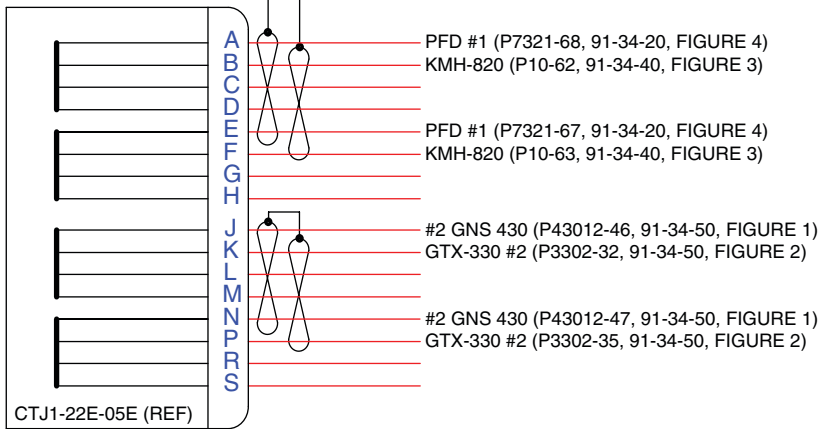 A PFD #1 (P7321-68, 91-34-20, FIGURE 4)
B KMH-820 (P10-62, 91-34-40, FIGURE 3)
C
D
E PFD #1 (P7321-67, 91-34-20, FIGURE 4)
F KMH-820 (P10-63, 91-34-40, FIGURE 3)
G
H
J #2 GNS 430 (P43012-46, 91-34-50, FIGURE 1)
K GTX-330 #2 (P3302-32, 91-34-50, FIGURE 2)
L
M
N #2 GNS 430 (P43012-47, 91-34-50, FIGURE 1)
P GTX-330 #2 (P3302-35, 91-34-50, FIGURE 2)
R
S
CTJ1-22E-05E (REF)